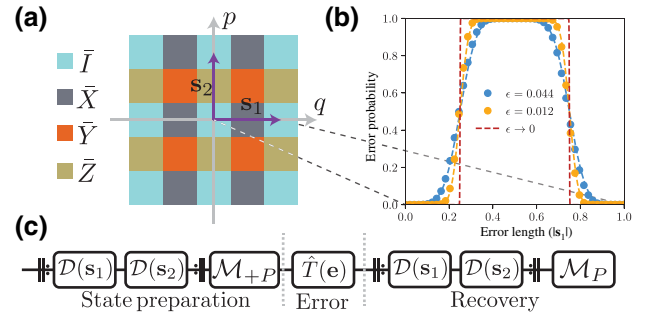 (a)
p
q
s₂
s₁
Ī
X̄
Ȳ
Z̄
(b)
Error probability
1.0
0.8
0.6
0.4
0.2
0.0
ϵ = 0.044
ϵ = 0.012
ϵ → 0
0.0 0.2 0.4 0.6 0.8 1.0
Error length (|s₁|)
(c)
𝒟(s₁) 𝒟(s₂) ℳ₊P T̂(e) 𝒟(s₁) 𝒟(s₂) ℳP
State preparation Error Recovery